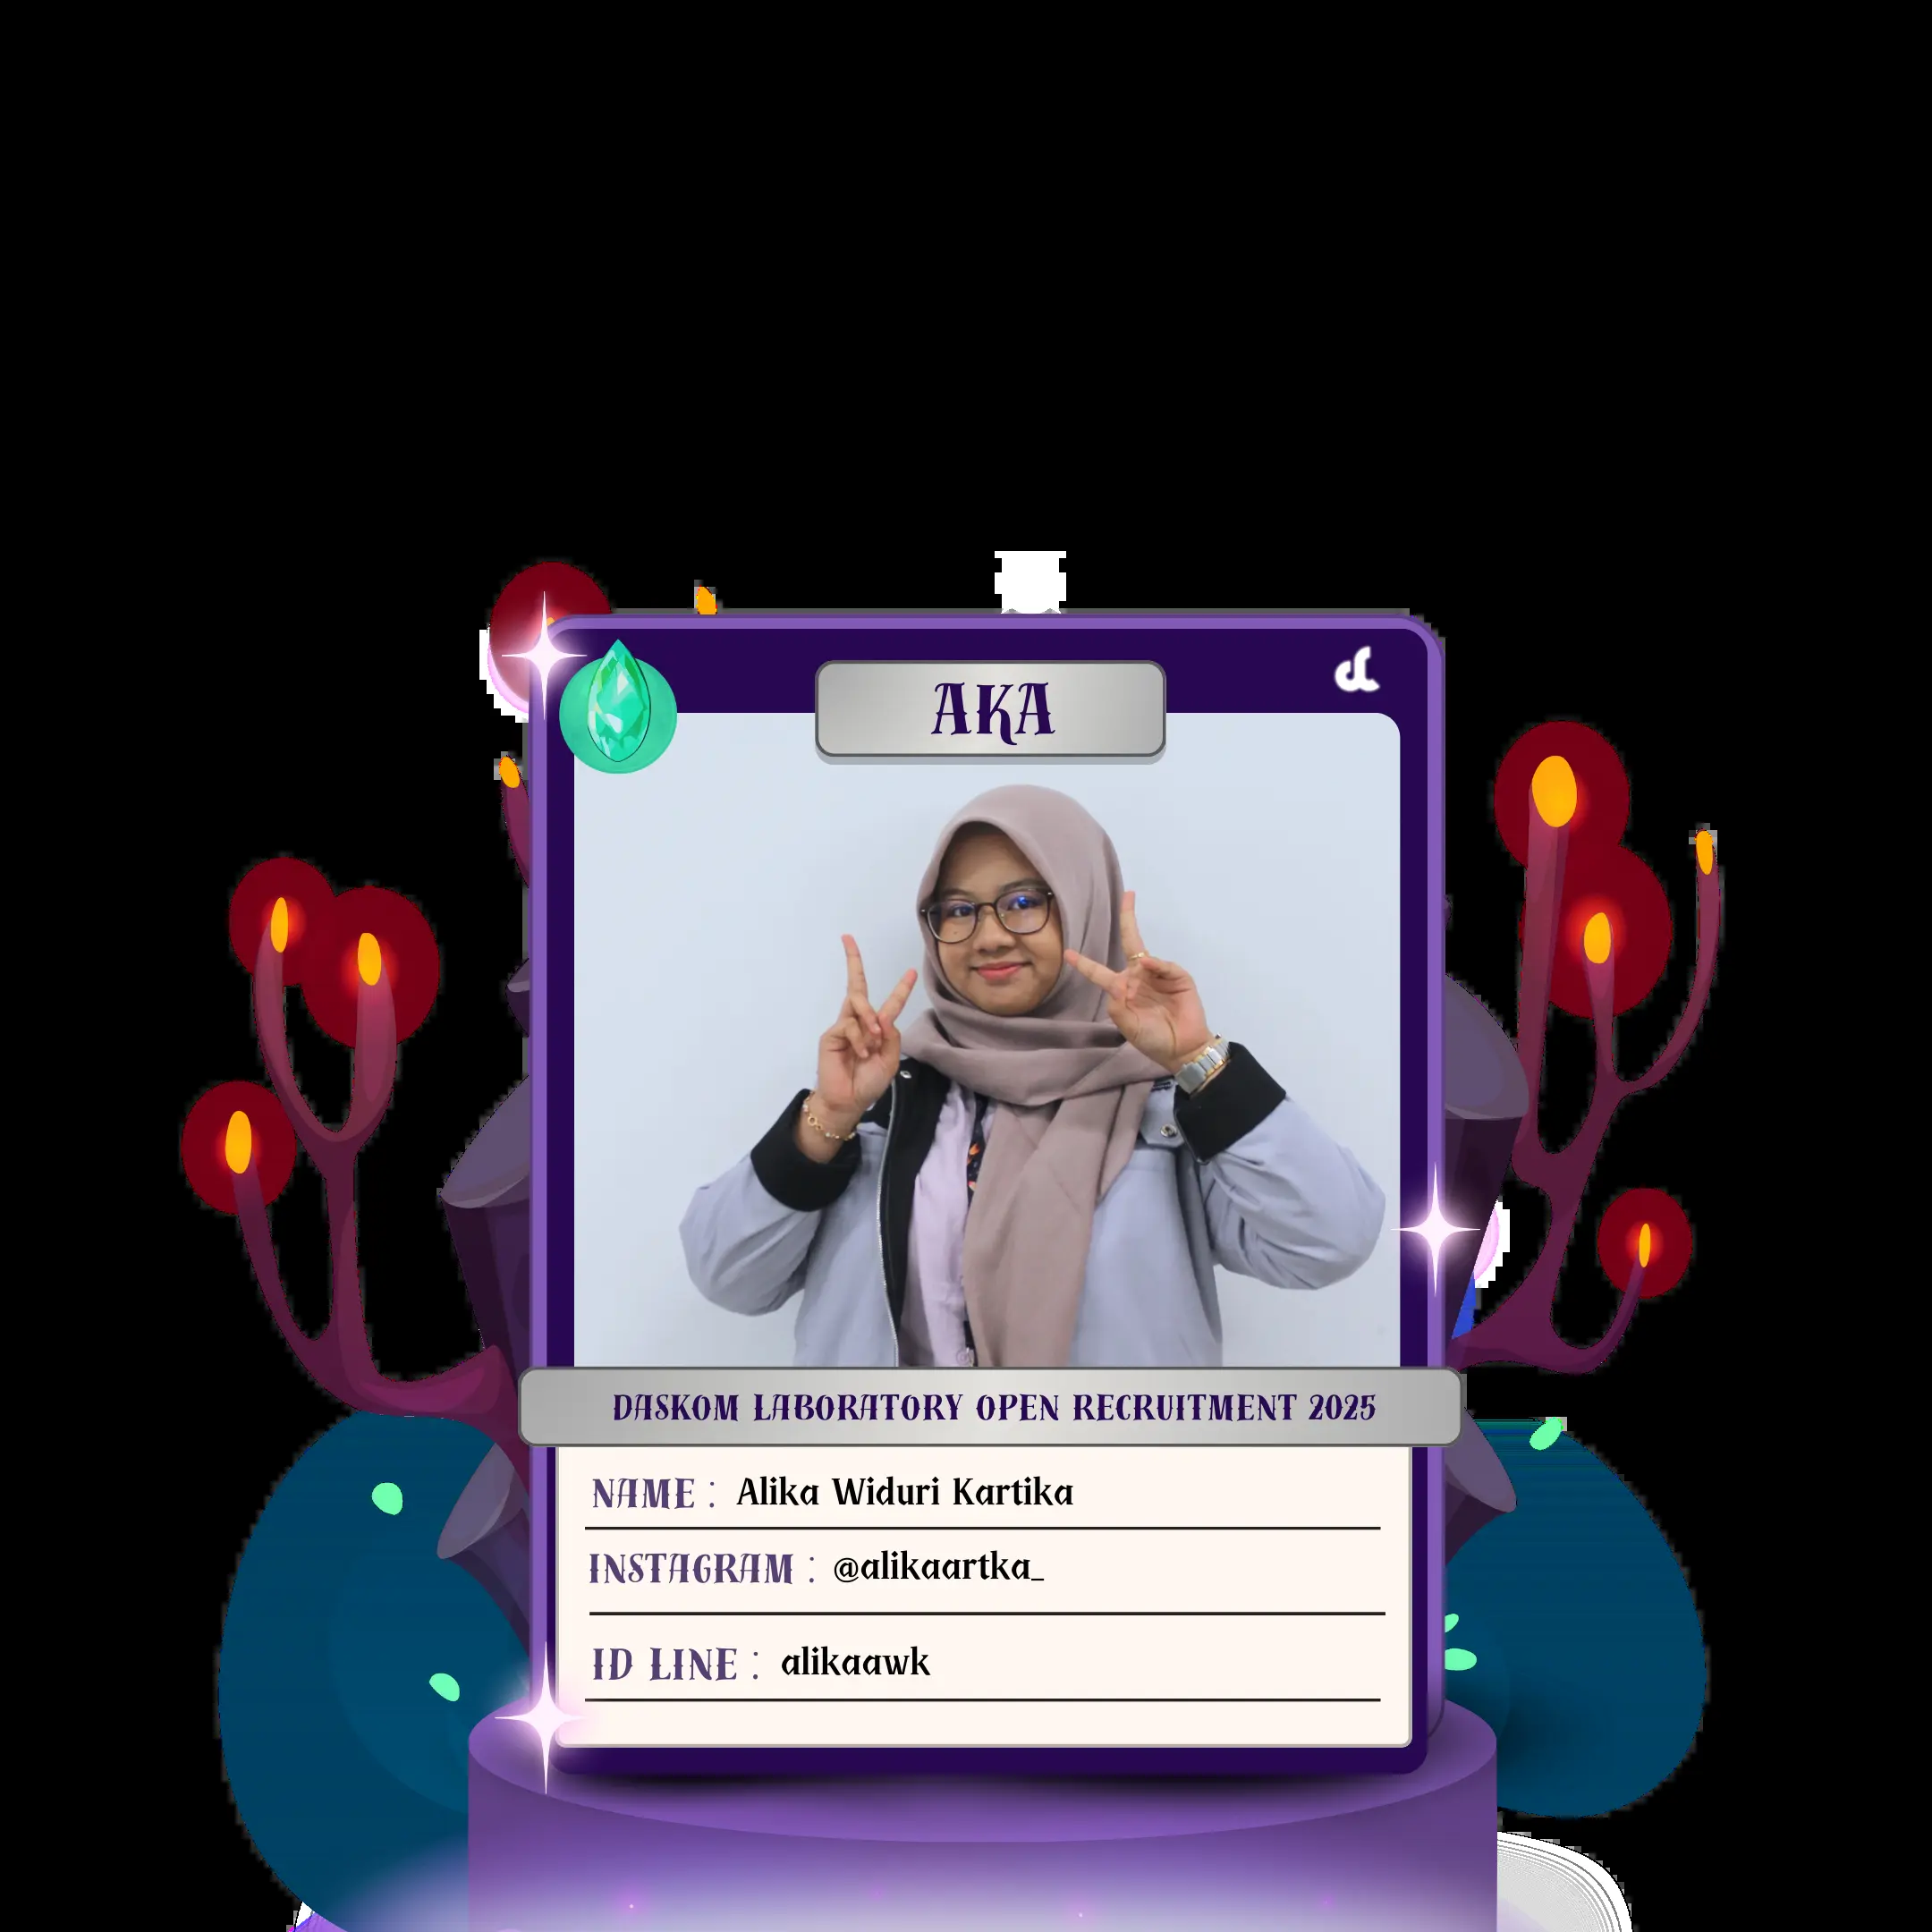 AKA
DASKOM LABORATORY OPEN RECRUITMENT 2025
NAME : Alika Widuri Kartika
INSTAGRAM : @alikaartka_
ID LINE : alikaawk